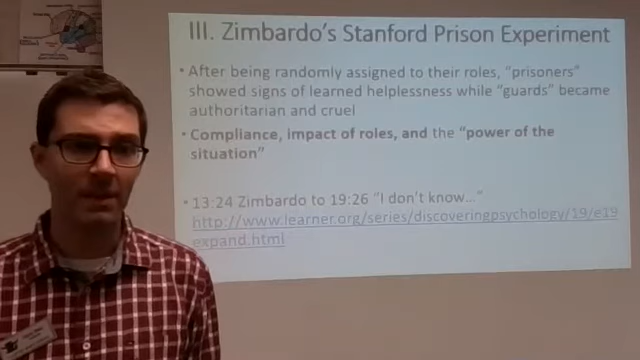 III. Zimbardo's Stanford Prison Experiment
• After being randomly assigned to their roles, "prisoners"
showed signs of learned helplessness while "guards" became
authoritarian and cruel
• Compliance, impact of roles, and the "power of the
situation"
• 13:24 Zimbardo to 19:26 "I don't know..."
http://www.learner.org/series/discoveringpsychology/19/e19
expand.html